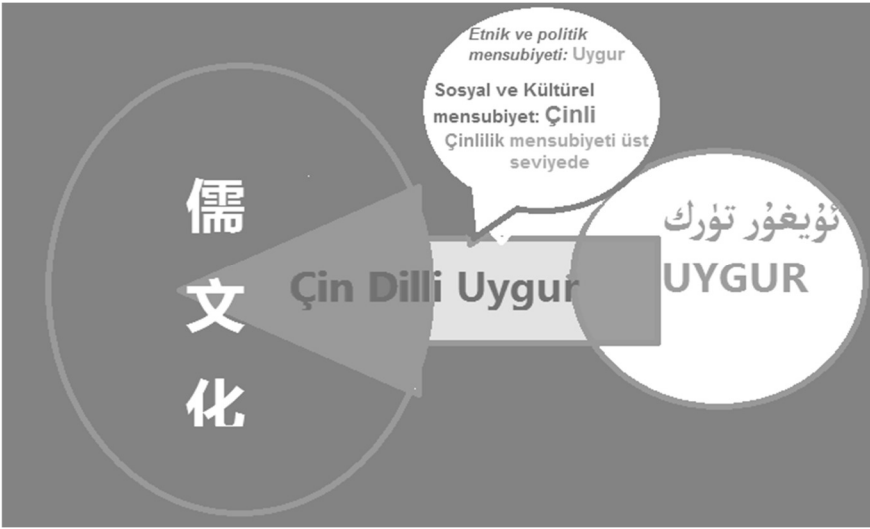 Etnik ve politik
mensubiyeti: Uygur
Sosyal ve Kültürel
mensubiyet: Çinli
Çinlilik mensubiyeti üst
seviyede
儒
文
化
Çin Dilli Uygur
ئۇيغۇر تۈرك
UYGUR